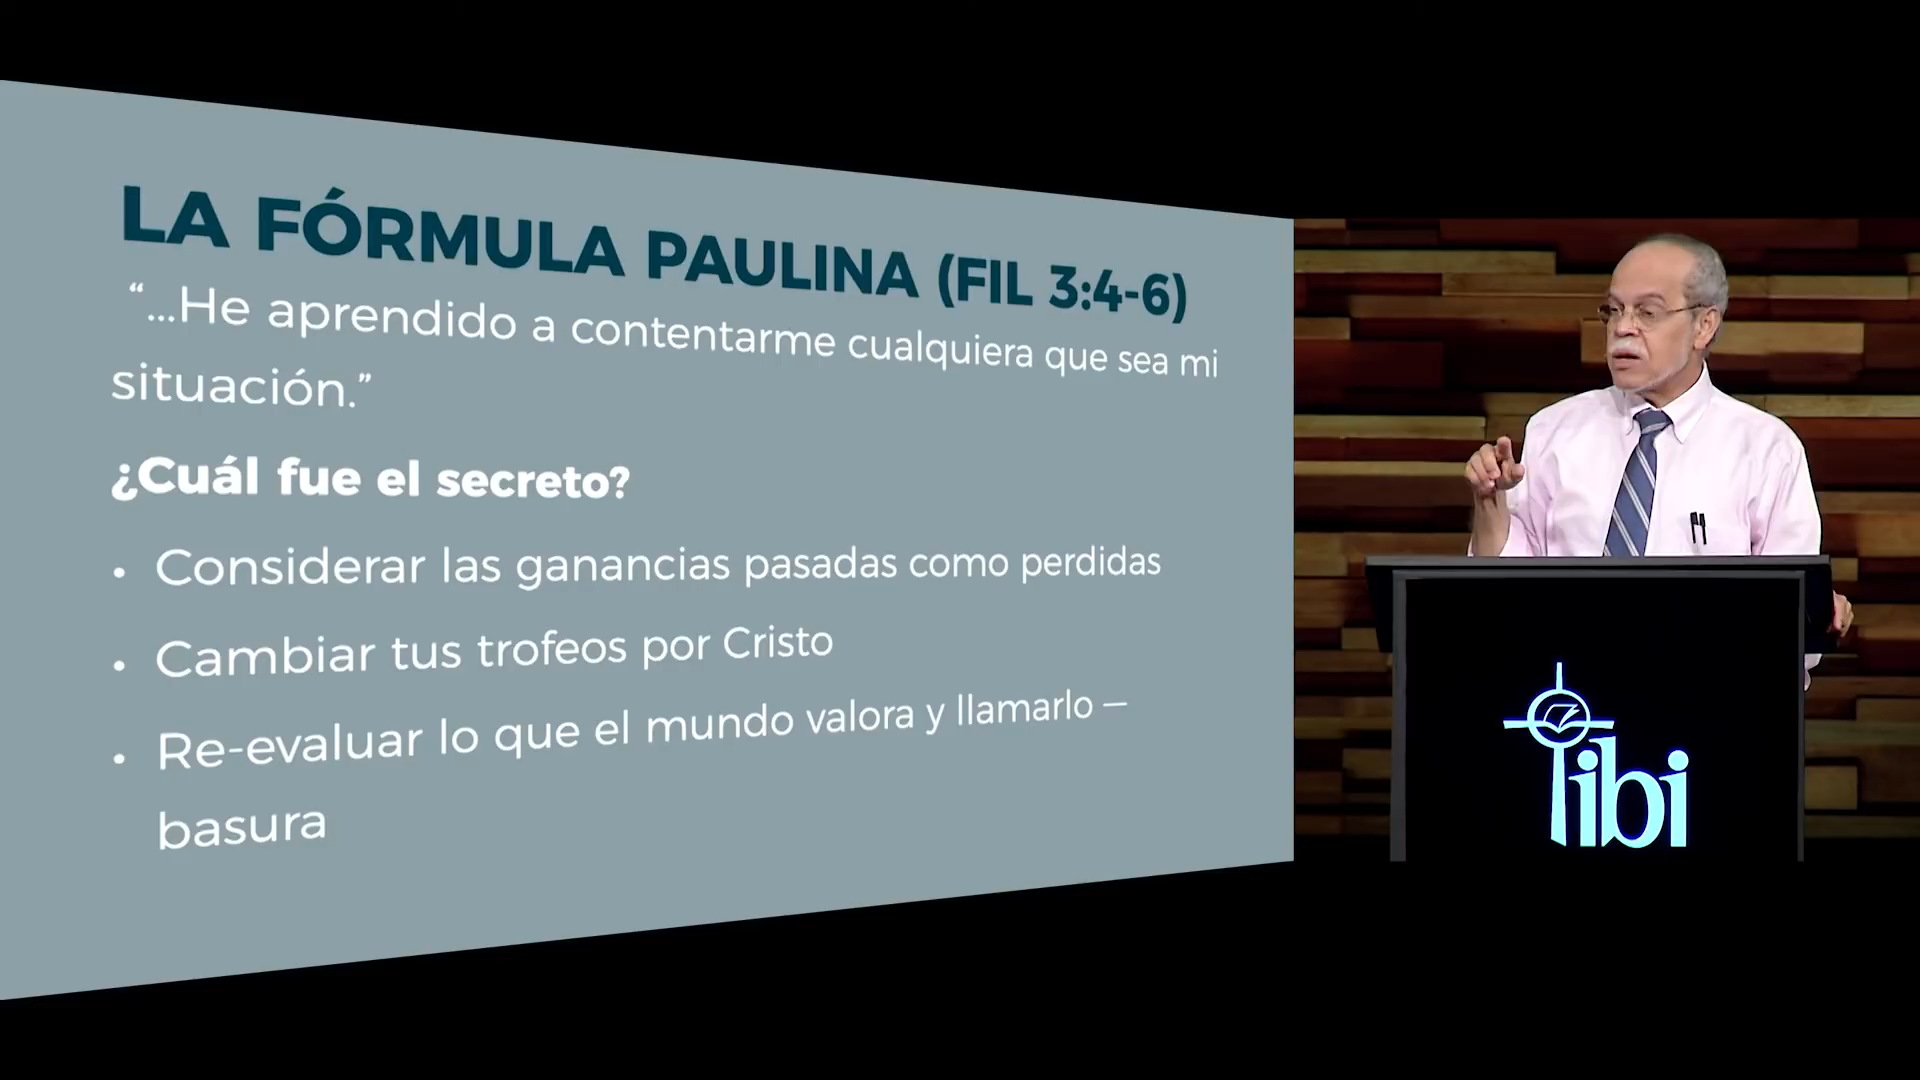 LA FÓRMULA PAULINA (FIL 3:4-6)
“...He aprendido a contentarme cualquiera que sea mi
situación.”
¿Cuál fue el secreto?
• Considerar las ganancias pasadas como perdidas
• Cambiar tus trofeos por Cristo
• Re-evaluar lo que el mundo valora y llamarlo –
basura
ibi